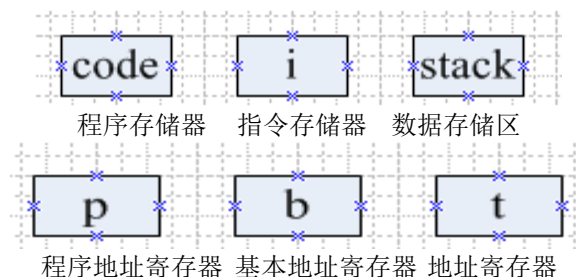 code i stack
程序存储器 指令存储器 数据存储区
p b t
程序地址寄存器 基本地址寄存器 地址寄存器